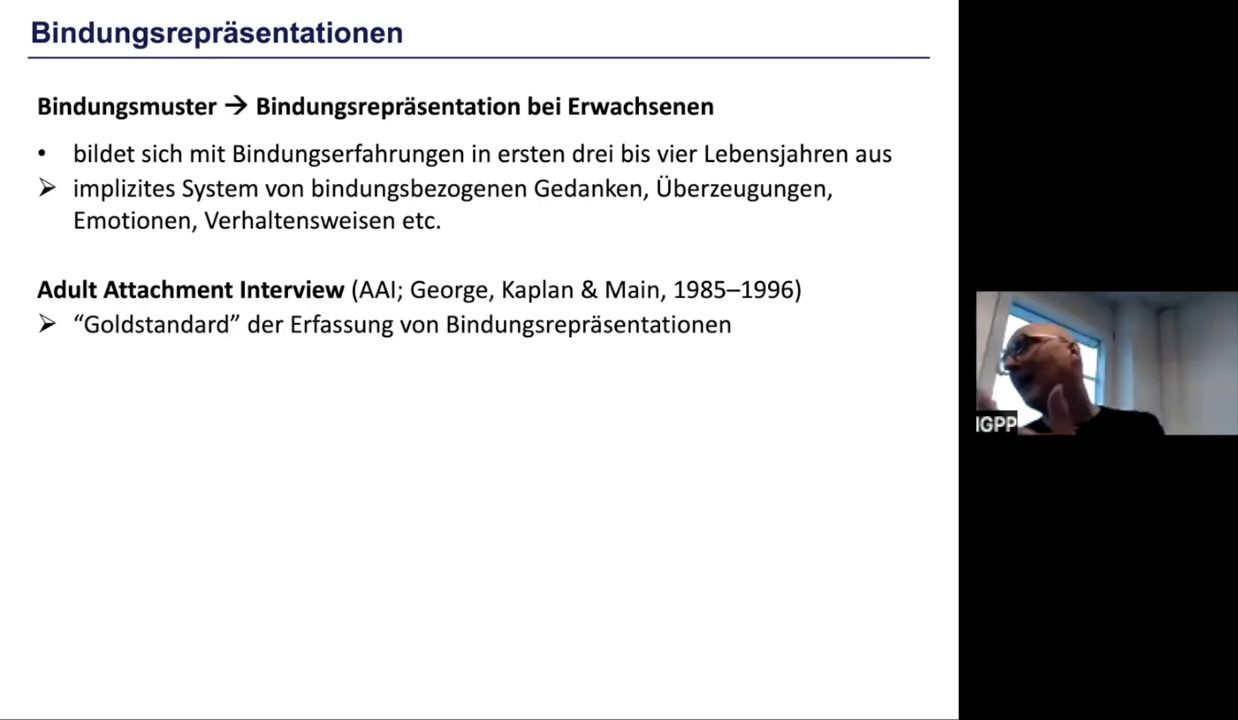 Bindungsrepräsentationen
Bindungsmuster → Bindungsrepräsentation bei Erwachsenen
• bildet sich mit Bindungserfahrungen in ersten drei bis vier Lebensjahren aus
➢ implizites System von bindungsbezogenen Gedanken, Überzeugungen,
Emotionen, Verhaltensweisen etc.
Adult Attachment Interview (AAI; George, Kaplan & Main, 1985–1996)
➢ “Goldstandard” der Erfassung von Bindungsrepräsentationen
IGPP